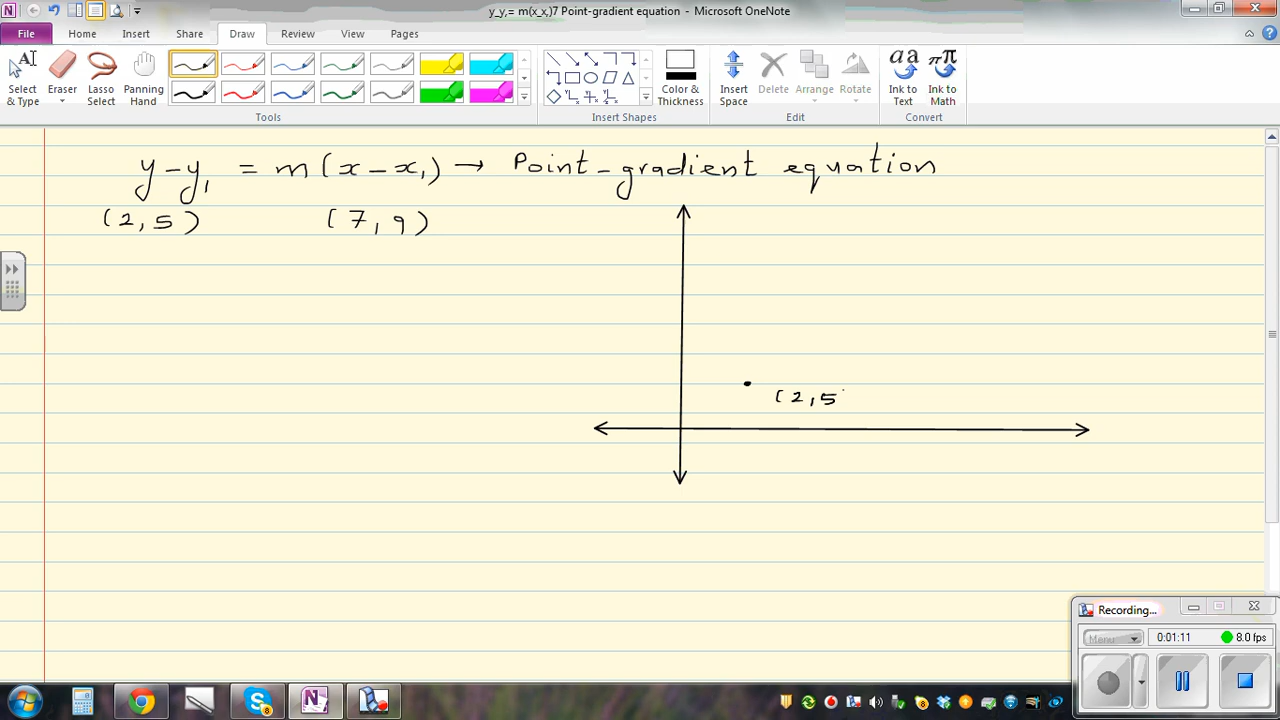 y_y,= m(x_x,)7 Point-gradient equation - Microsoft OneNote
File Home Insert Draw Review View Pages
Select & Type Eraser Lasso Select Panning Hand Color & Thickness Insert Space Delete Arrange Rotate Ink to Text Ink to Math
Tools Insert Shapes Edit Convert
y-y₁ = m(x-x₁) → Point-gradient equation
(2,5) (7,9)
(2,5
Recording...
Menu 0:01:11 8.0 fps